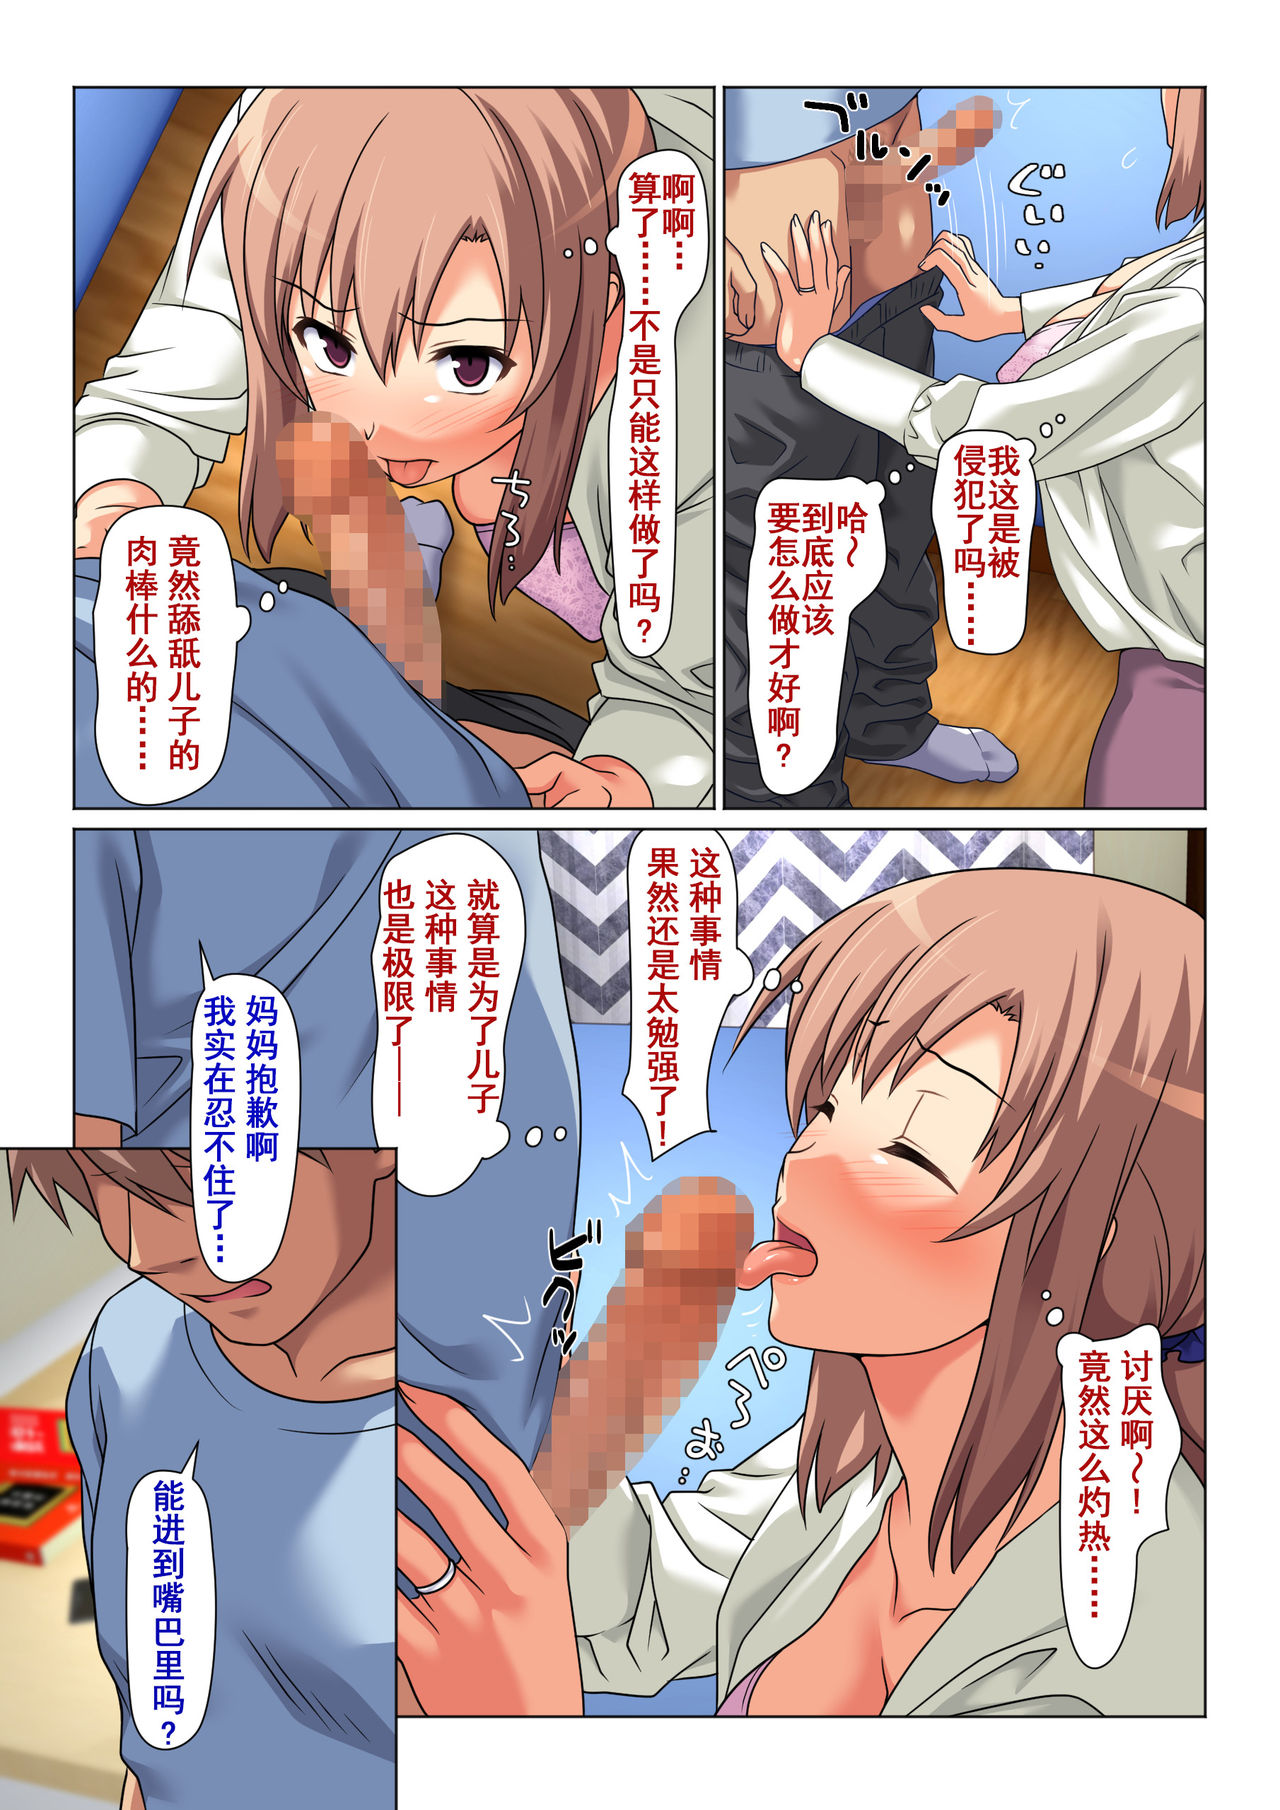 我这是被
侵犯了吗……
哈～
到底应该
要怎么做才好啊？
ブルルンッ
ぐいっ
啊啊…
算了……不是只能这样做了吗？
竟然舔舐儿子的
肉棒什么的……
ちろ…
这种事情
果然还是太勉强了！
就算是为了儿子
这种事情
也是极限了——
讨厌啊～！
竟然这么灼热……
ビクッ
妈妈抱歉啊
我实在忍不住了…
能进到嘴巴里吗？